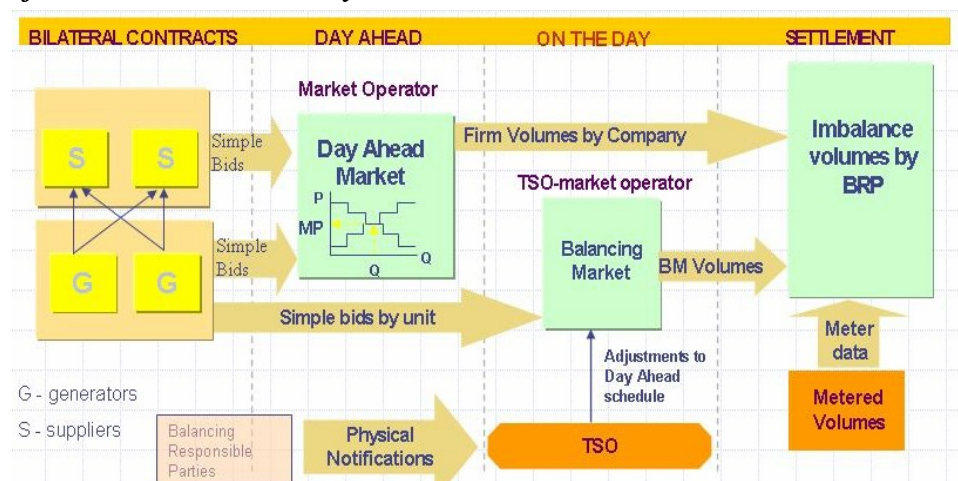 BILATERAL CONTRACTS
DAY AHEAD
ON THE DAY
SETTLEMENT
Market Operator
S
S
Simple
Bids
Day Ahead
Market
P
MP
Q
Q
Firm Volumes by Company
Imbalance
volumes by
BRP
TSO-market operator
G
G
Simple
Bids
Balancing
Market
BM Volumes
Simple bids by unit
Meter
data
Adjustments to
Day Ahead
schedule
G - generators
S - suppliers
Balancing
Responsible
Parties
Physical
Notifications
TSO
Metered
Volumes